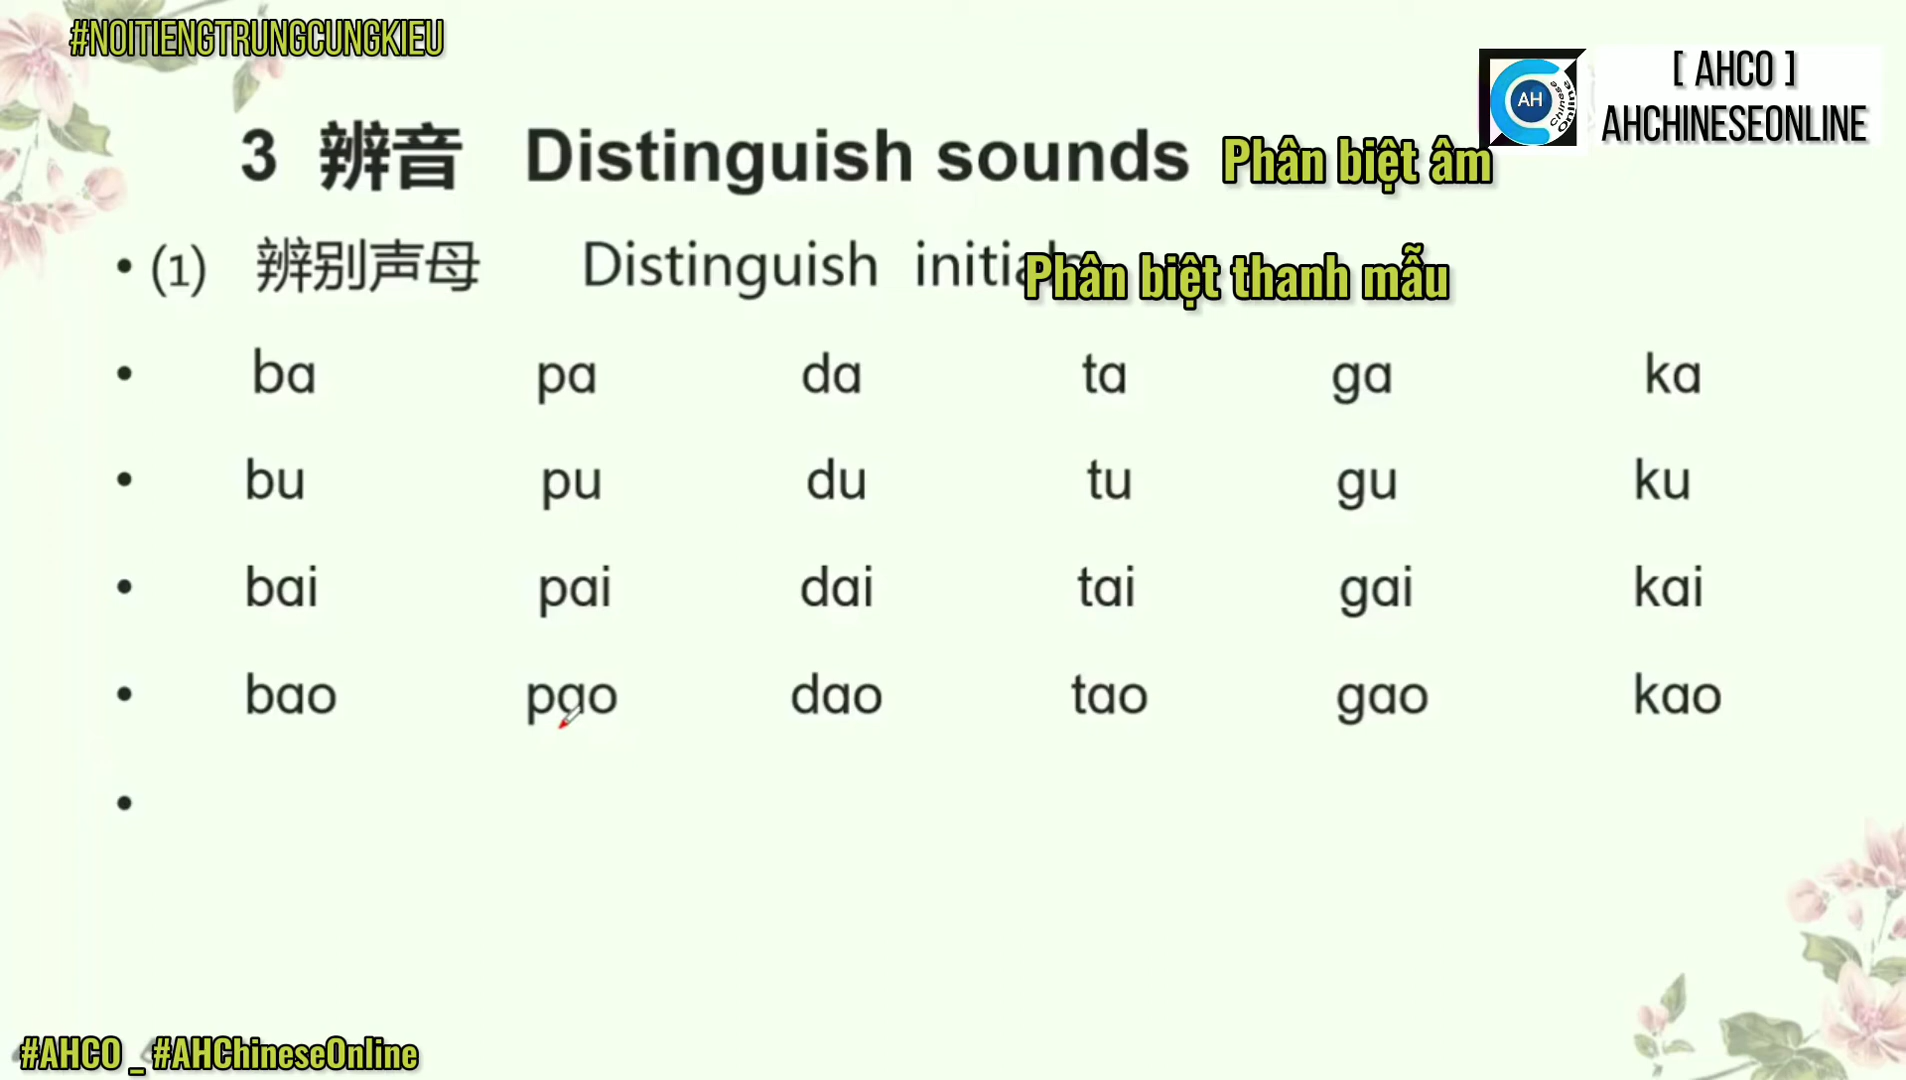 #NOITIENGTRUNGCUNGKIEU
[ AHCO ]
AHCHINESEONLINE
AH
Chinese
Online
3 辨音 Distinguish sounds Phân biệt âm
• (1) 辨别声母 Distinguish Phân biệt thanh mẫu
• ba pa da ta ga ka
• bu pu du tu gu ku
• bai pai dai tai gai kai
• bao pao dao tao gao kao
•
#AHCO _ #AHChineseOnline